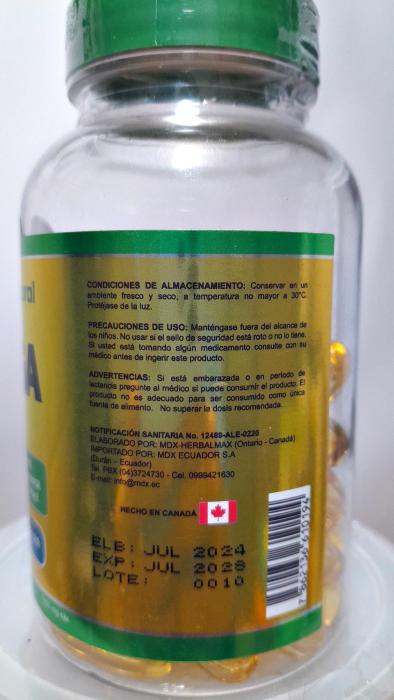 CONDICIONES DE ALMACENAMIENTO: Conservar en un
ambiente fresco y seco, a temperatura no mayor a 30°C.
Protéjase de la luz.
PRECAUCIONES DE USO: Manténgase fuera del alcance de
los niños. No usar si el sello de seguridad está roto o no lo tiene.
Si usted está tomando algún medicamento consulte con su
médico antes de ingerir este producto.
ADVERTENCIAS: Si está embarazada o en periodo de
lactancia pregunte al médico si puede consumir el producto. El
producto no es adecuado para ser consumido como única
fuente de alimento. No superar la dosis recomendada.
NOTIFICACIÓN SANITARIA No. 12489-ALE-0220
ELABORADO POR: MDX-HERBALMAX (Ontario - Canadá)
IMPORTADO POR: MDX ECUADOR S.A
(Durán - Ecuador)
Tel. PBX (04)3724730 - Cel. 0999421630
E-mail: info@mdx.ec
HECHO EN CANADÁ
ELB: JUL 2024
EXP: JUL 2028
LOTE: 0010
7 862136 610194